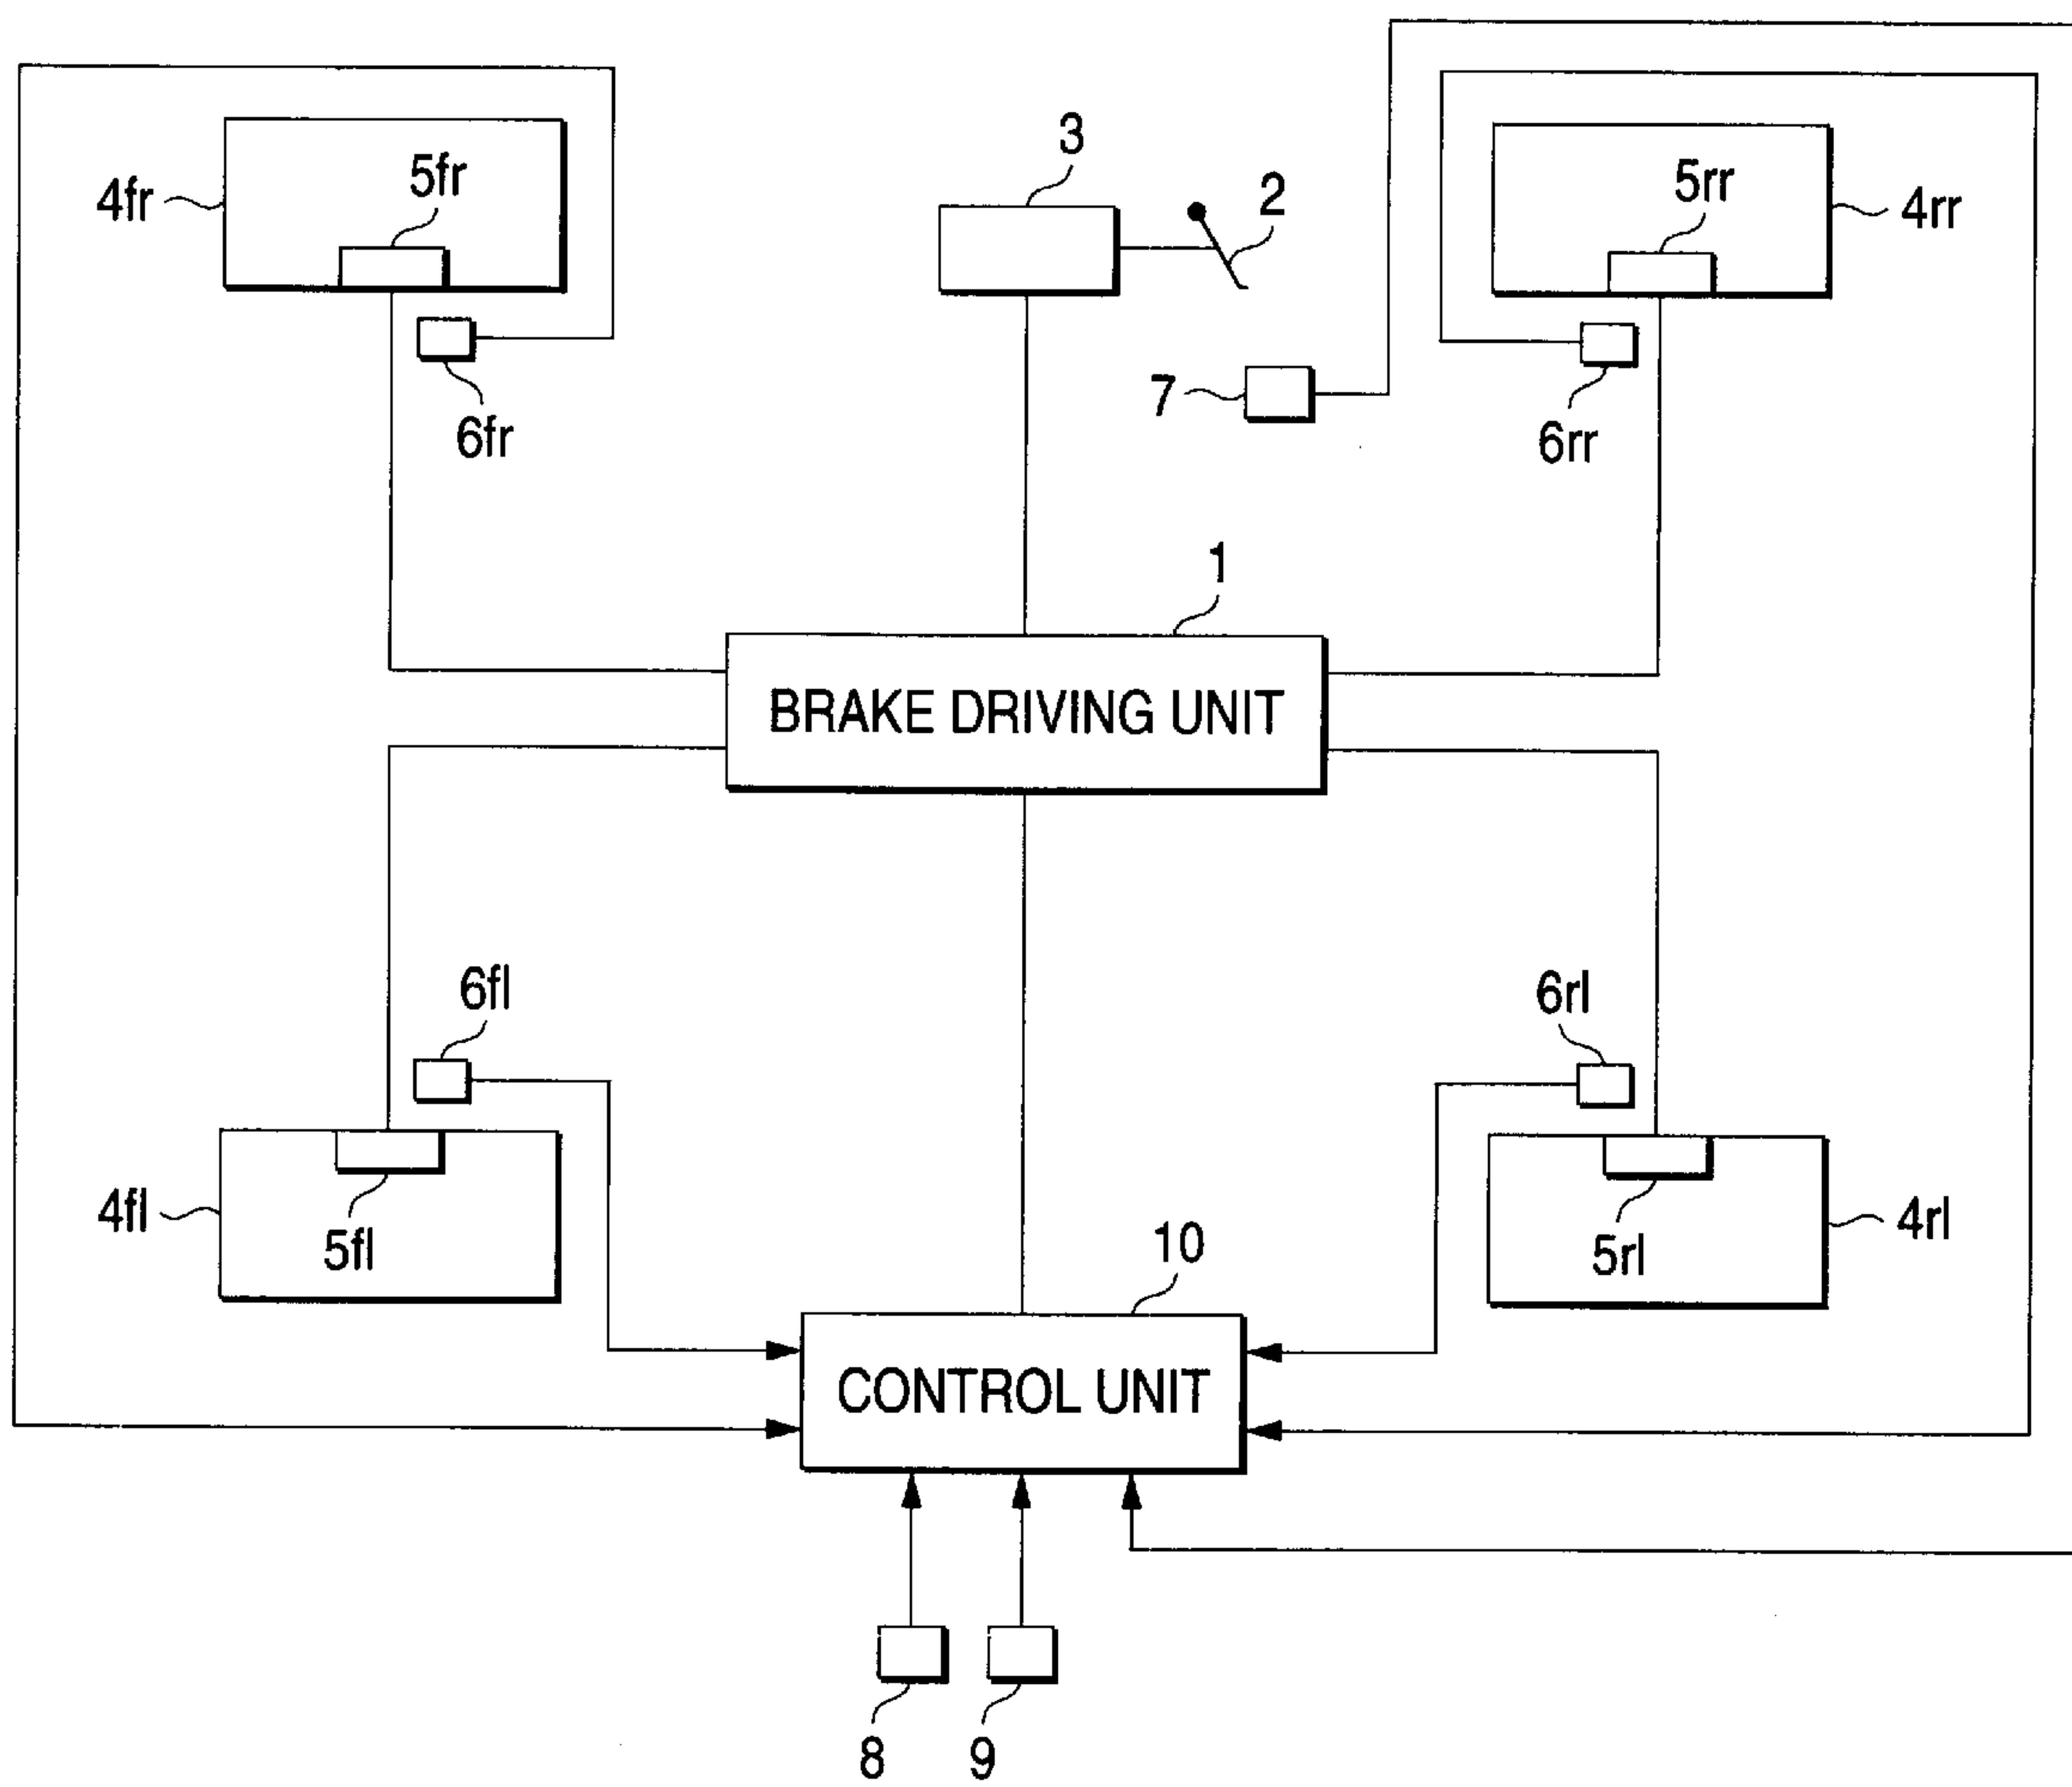 3
5fr
5rr
2
4fr
4rr
7
6fr
6rr
1
BRAKE DRIVING UNIT
6fl
6rl
4fl
4rl
5fl
5rl
10
CONTROL UNIT
8
9